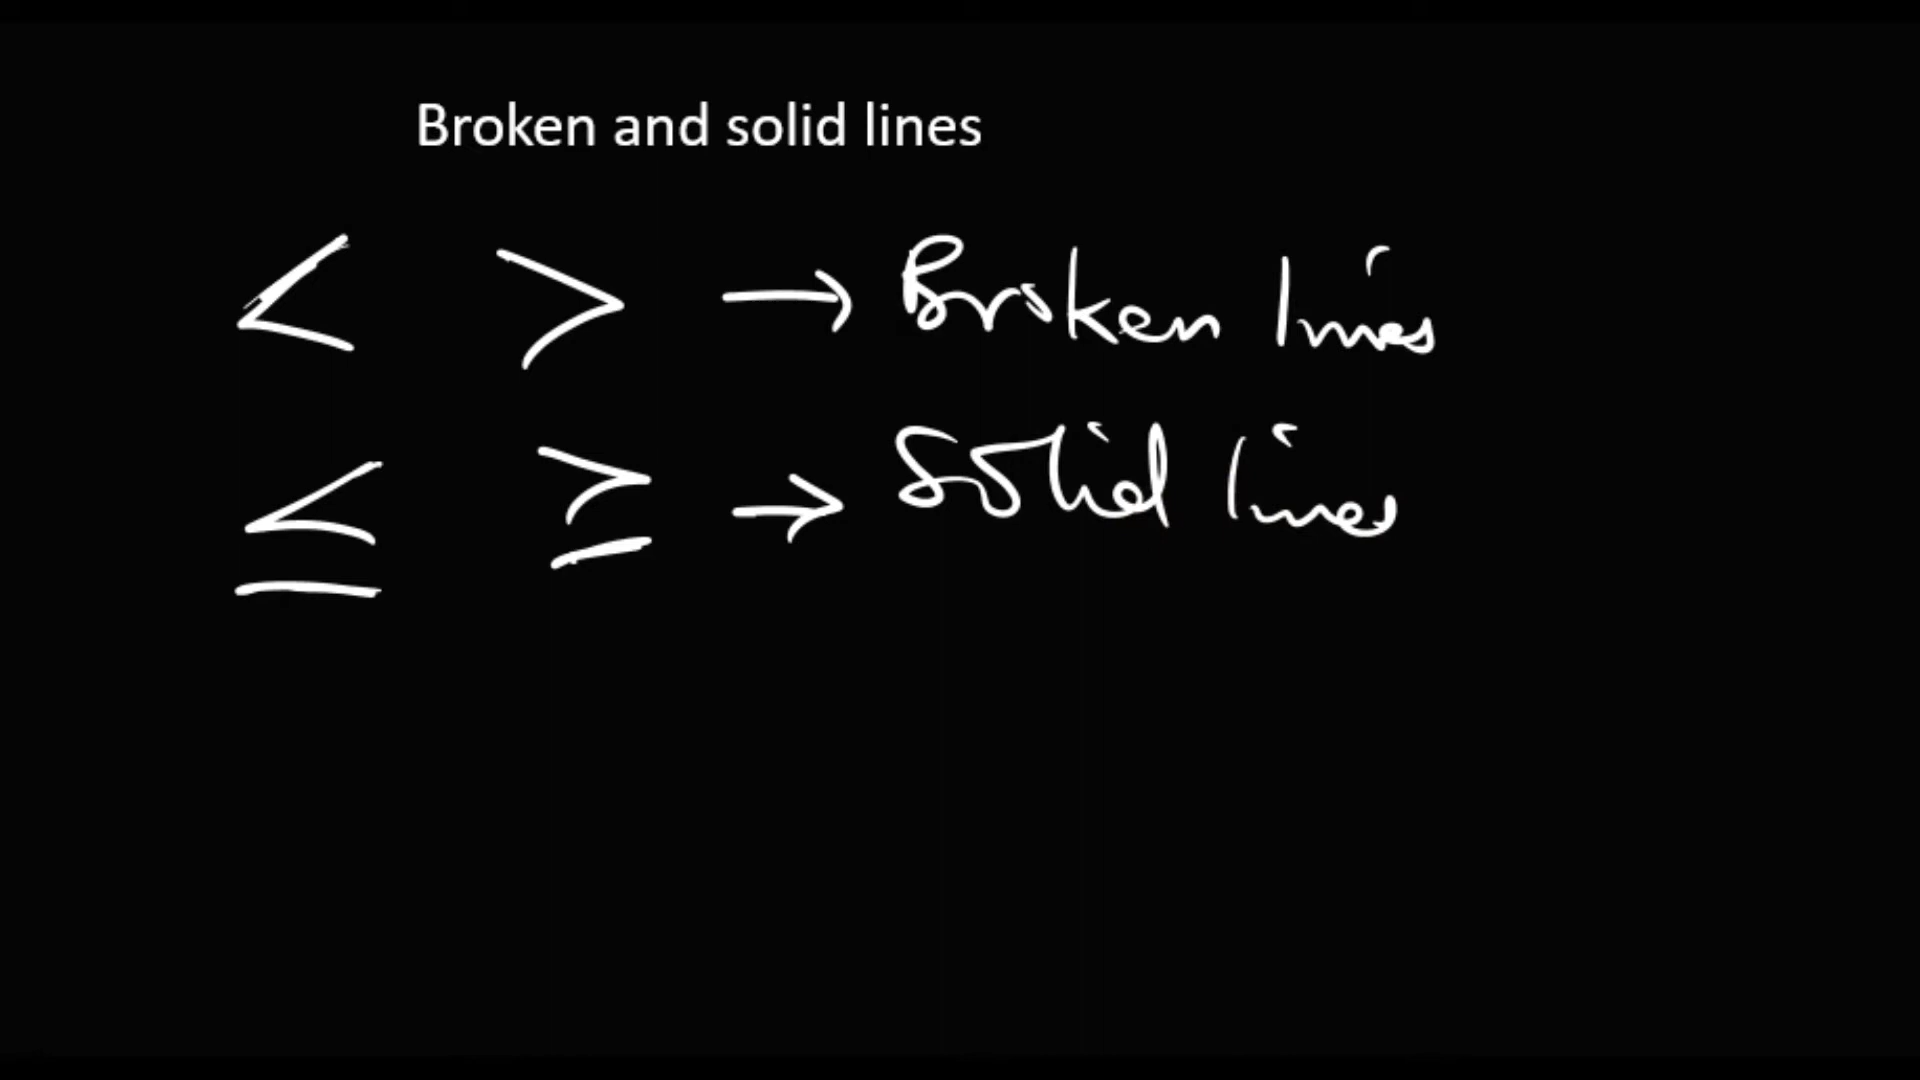 Broken and solid lines
< > → Broken lines
≤ ≥ → Solid lines